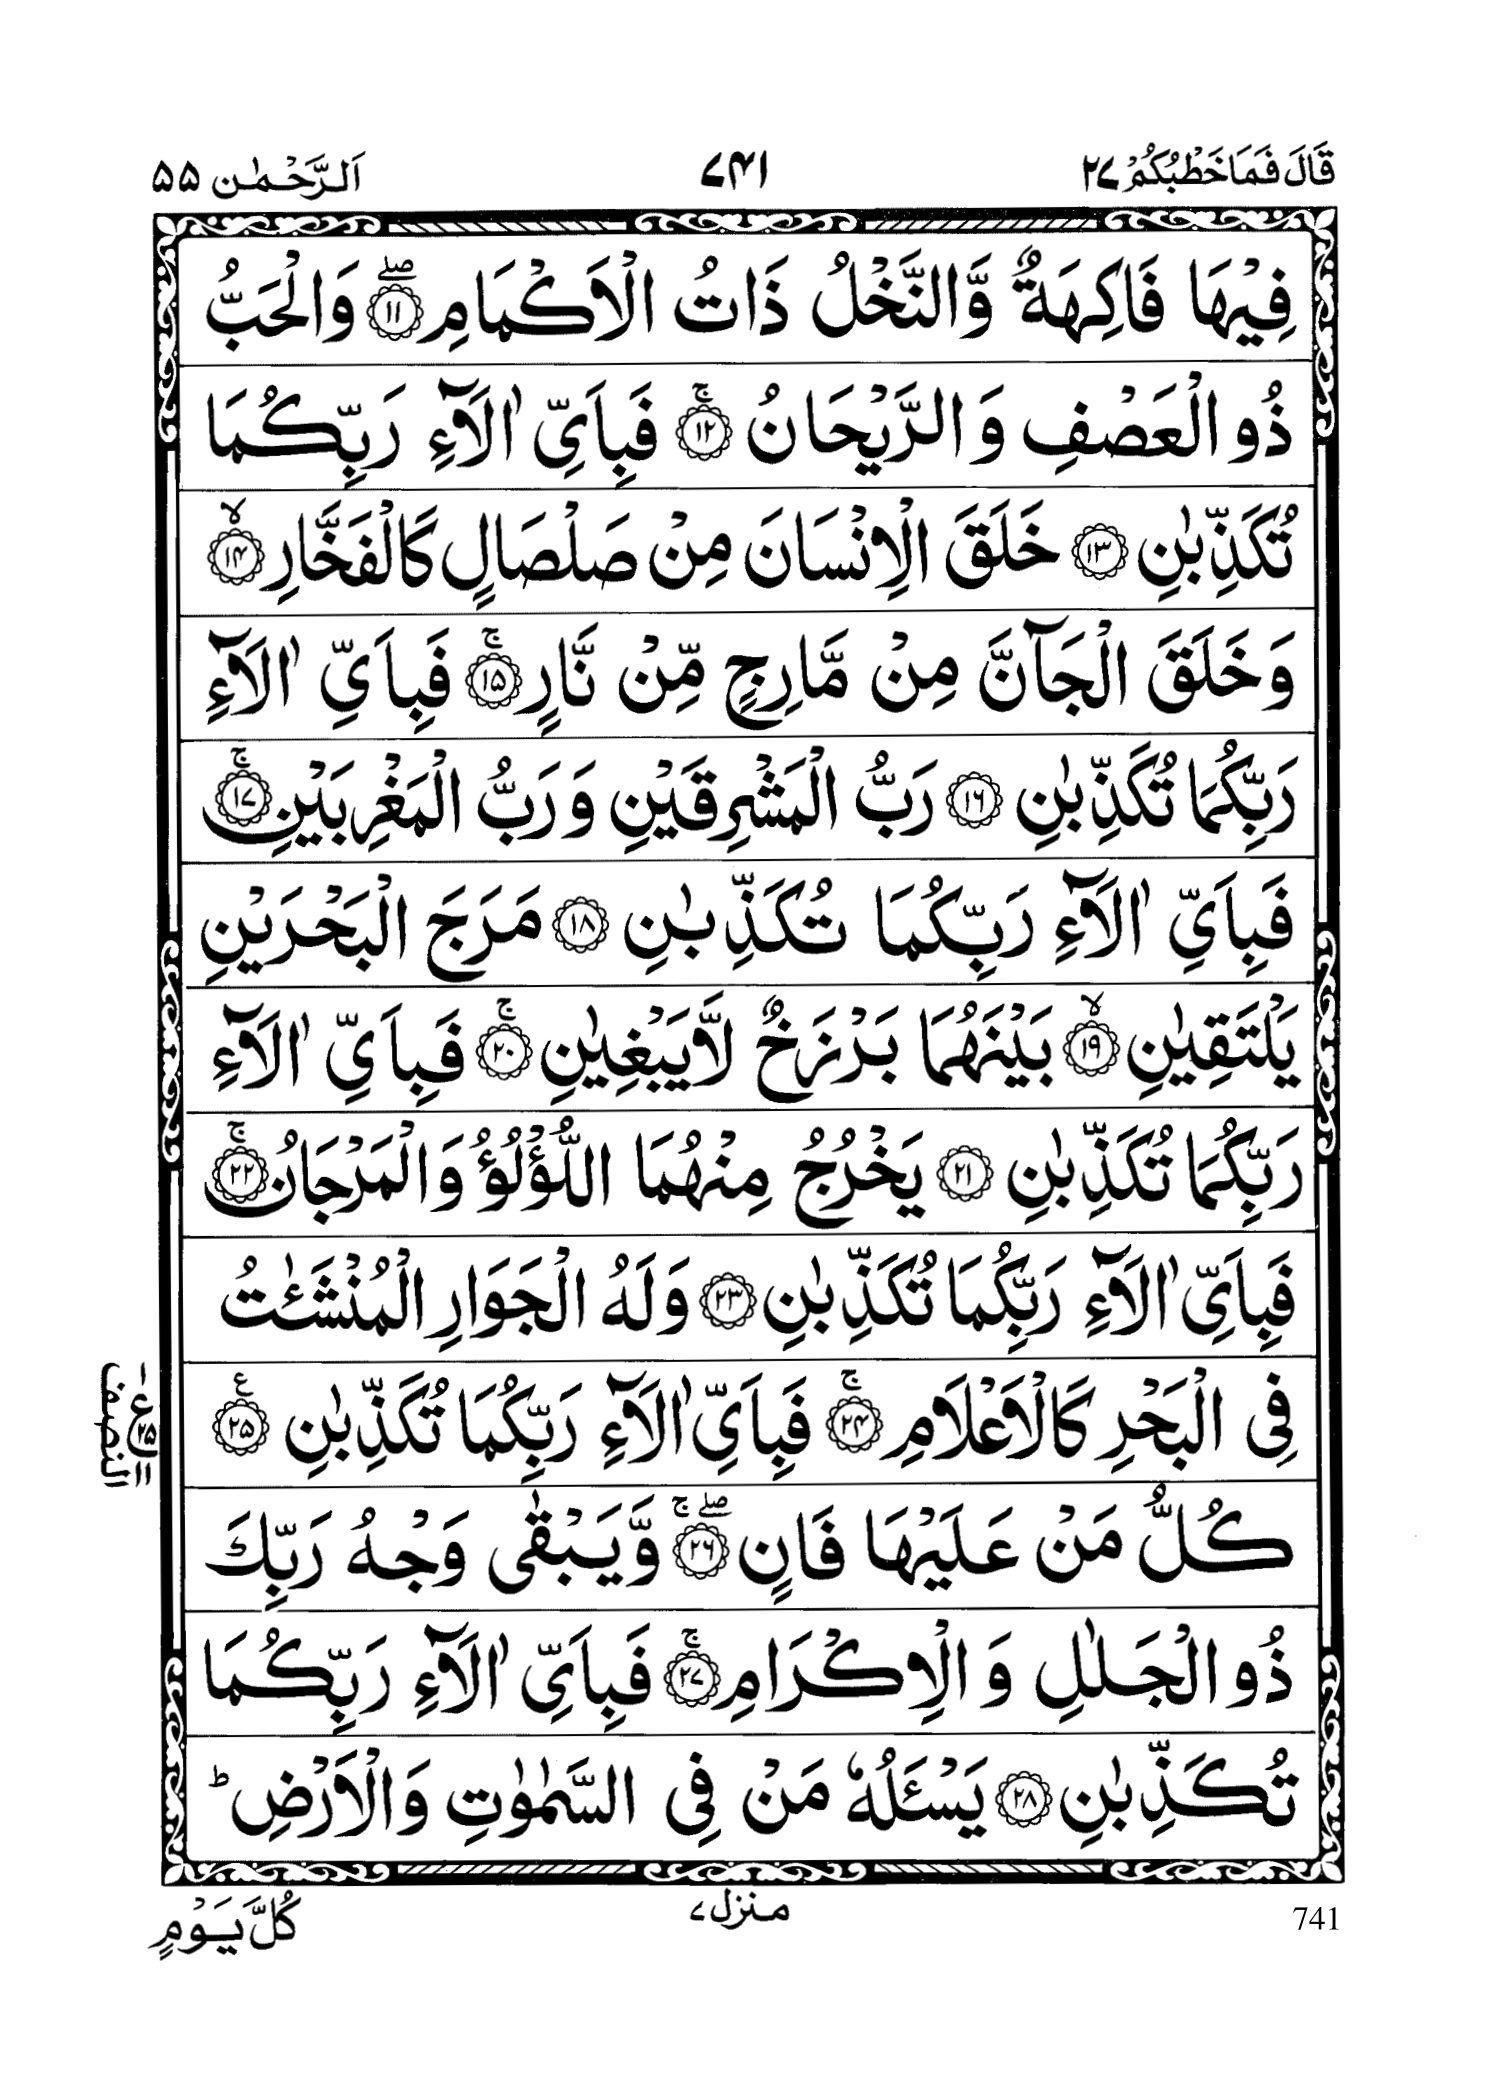 قَالَ فَمَا خَطْبُكُمْ ٢٧ ٧٤١ اَلرَّحْمٰن ٥٥
فِيْهَا فَاكِهَةٌ وَّالنَّخْلُ ذَاتُ الْاَكْمَامِ ۖ‏﴿١١﴾ وَالْحَبُّ
ذُو الْعَصْفِ وَالرَّيْحَانُ ۚ‏﴿١٢﴾ فَبِاَيِّ اٰلَآءِ رَبِّكُمَا
تُكَذِّبٰنِ ﴿١٣﴾ خَلَقَ الْاِنْسَانَ مِنْ صَلْصَالٍ كَالْفَخَّارِ ۙ‏﴿١٤﴾
وَخَلَقَ الْجَآنَّ مِنْ مَّارِجٍ مِّنْ نَّارٍ ۚ‏﴿١٥﴾ فَبِاَيِّ اٰلَآءِ
رَبِّكُمَا تُكَذِّبٰنِ ﴿١٦﴾ رَبُّ الْمَشْرِقَيْنِ وَرَبُّ الْمَغْرِبَيْنِ ۚ‏﴿١٧﴾
فَبِاَيِّ اٰلَآءِ رَبِّكُمَا تُكَذِّبٰنِ ﴿١٨﴾ مَرَجَ الْبَحْرَيْنِ
يَلْتَقِيٰنِ ۙ‏﴿١٩﴾ بَيْنَهُمَا بَرْزَخٌ لَّا يَبْغِيٰنِ ۚ‏﴿٢٠﴾ فَبِاَيِّ اٰلَآءِ
رَبِّكُمَا تُكَذِّبٰنِ ﴿٢١﴾ يَخْرُجُ مِنْهُمَا اللُّؤْلُؤُ وَالْمَرْجَانُ ۚ‏﴿٢٢﴾
فَبِاَيِّ اٰلَآءِ رَبِّكُمَا تُكَذِّبٰنِ ﴿٢٣﴾ وَلَهُ الْجَوَارِ الْمُنْشَئٰتُ
فِى الْبَحْرِ كَالْاَعْلَامِ ۚ‏﴿٢٤﴾ فَبِاَيِّ اٰلَآءِ رَبِّكُمَا تُكَذِّبٰنِ ﴿٢٥﴾ ع
١ ع ٢٥ ١١ النصف
كُلُّ مَنْ عَلَيْهَا فَانٍ ۖۚ‏﴿٢٦﴾ وَّيَبْقٰى وَجْهُ رَبِّكَ
ذُو الْجَلٰلِ وَالْاِكْرَامِ ۚ‏﴿٢٧﴾ فَبِاَيِّ اٰلَآءِ رَبِّكُمَا
تُكَذِّبٰنِ ﴿٢٨﴾ يَسْئَلُهٗ مَنْ فِى السَّمٰوٰتِ وَالْاَرْضِ ؕ
741 منزل ٧ كُلَّ يَوْمٍ